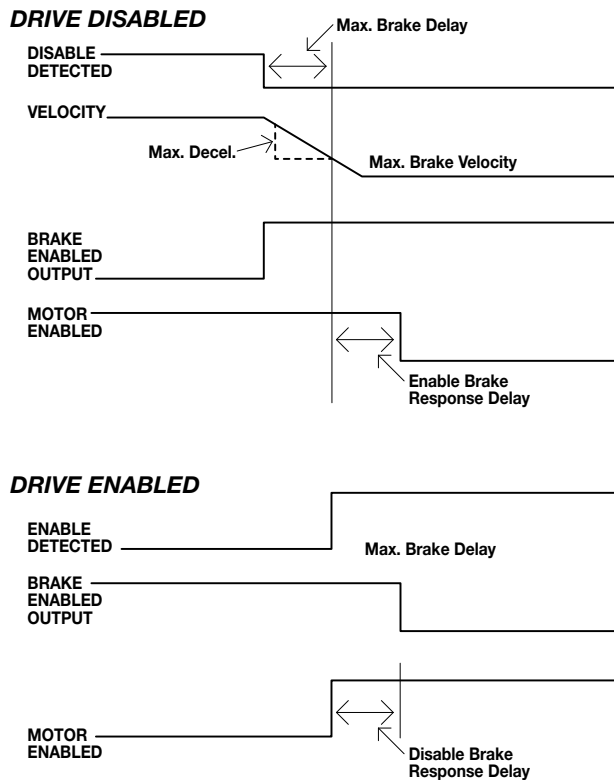 DRIVE DISABLED
Max. Brake Delay
DISABLE
DETECTED
VELOCITY
Max. Decel.
Max. Brake Velocity
BRAKE
ENABLED
OUTPUT
MOTOR
ENABLED
Enable Brake
Response Delay
DRIVE ENABLED
ENABLE
DETECTED
Max. Brake Delay
BRAKE
ENABLED
OUTPUT
MOTOR
ENABLED
Disable Brake
Response Delay